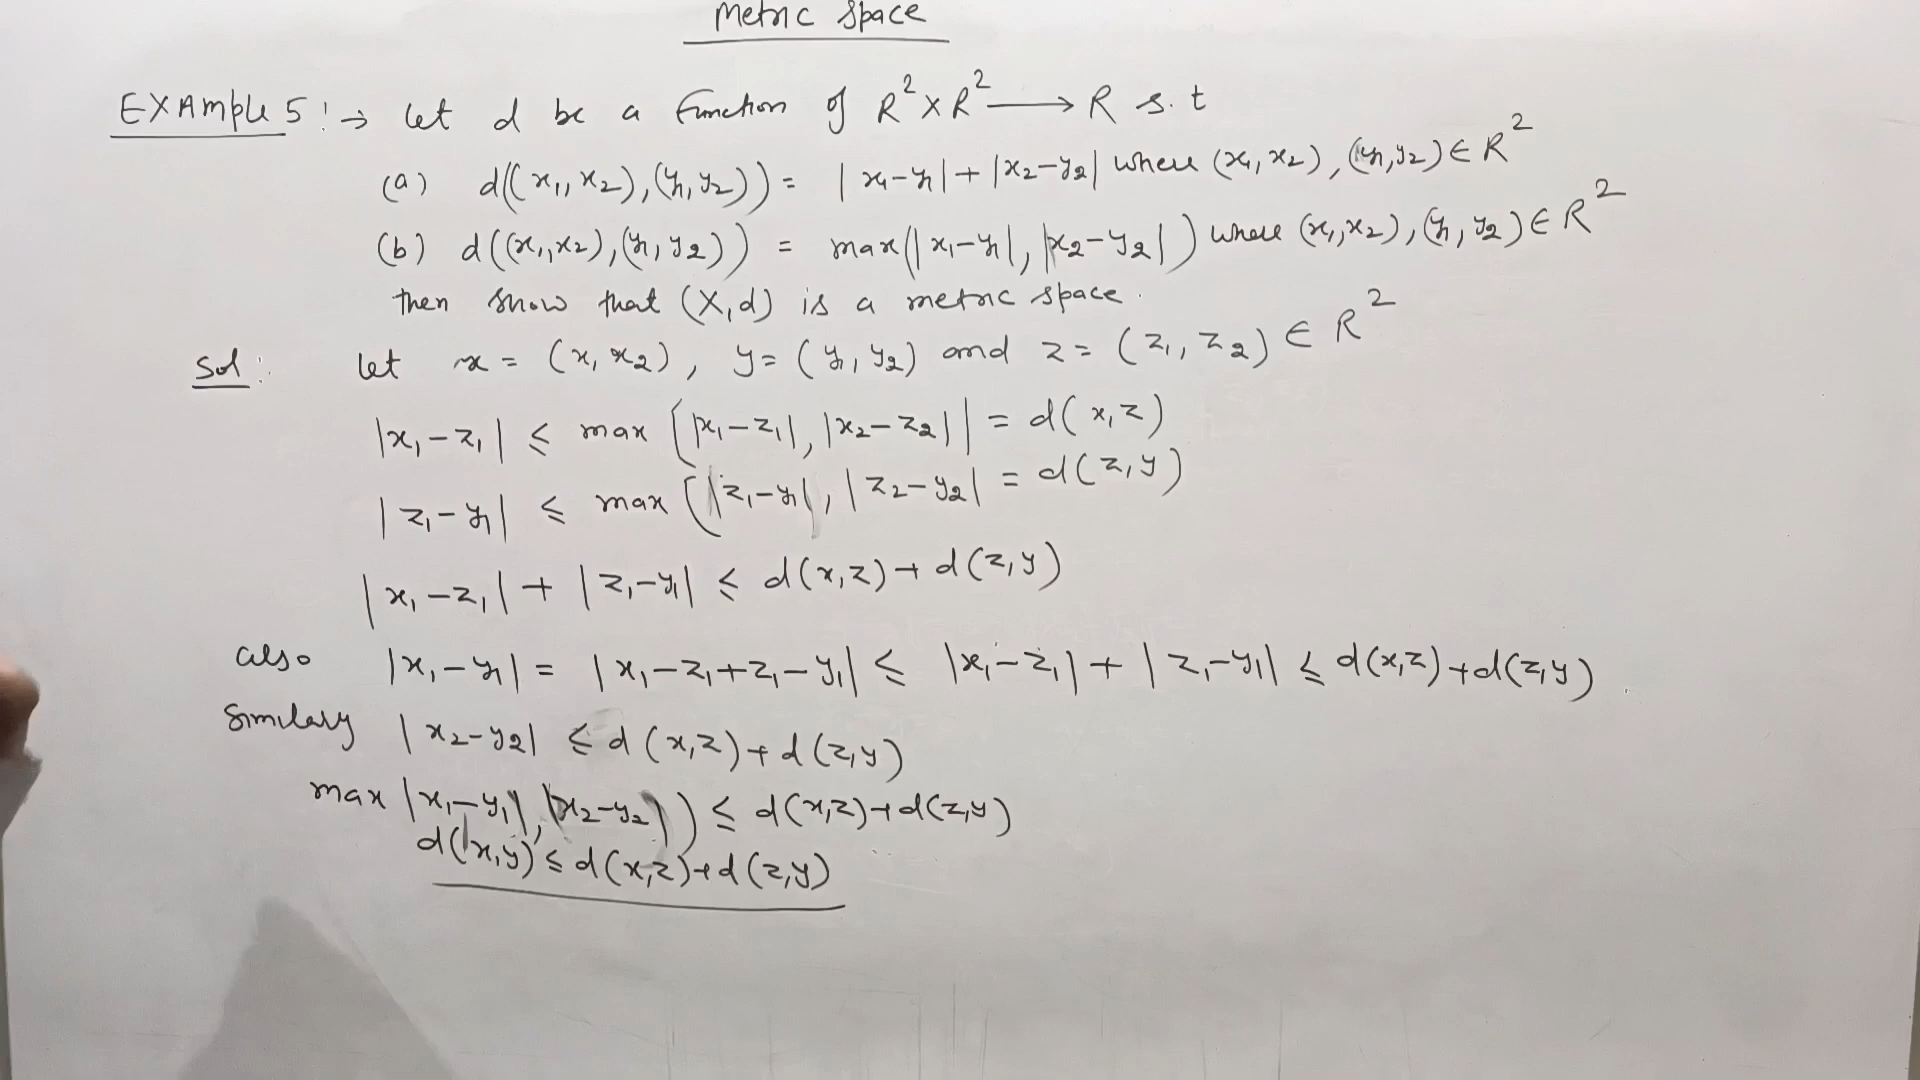 Metric Space
EXAMPLE 5:→ Let d be a function of R²×R² → R s.t
(a) d((x₁,x₂),(y₁,y₂)) = |x₁-y₁|+|x₂-y₂| where (x₁,x₂),(y₁,y₂)∈R²
(b) d((x₁,x₂),(y₁,y₂)) = max(|x₁-y₁|,|x₂-y₂|) where (x₁,x₂),(y₁,y₂)∈R²
then show that (X,d) is a metric space.
Sol: Let x = (x₁,x₂), y=(y₁,y₂) and z=(z₁,z₂)∈R²
|x₁-z₁| ≤ max(|x₁-z₁|,|x₂-z₂|| = d(x,z)
|z₁-y₁| ≤ max(|z₁-y₁|,|z₂-y₂| = d(z,y)
|x₁-z₁|+|z₁-y₁| ≤ d(x,z)+d(z,y)
also |x₁-y₁| = |x₁-z₁+z₁-y₁| ≤ |x₁-z₁|+|z₁-y₁| ≤ d(x,z)+d(z,y)
Similary |x₂-y₂| ≤ d(x,z)+d(z,y)
max|x₁-y₁|,|x₂-y₂|) ≤ d(x,z)+d(z,y)
d(x,y) ≤ d(x,z)+d(z,y)